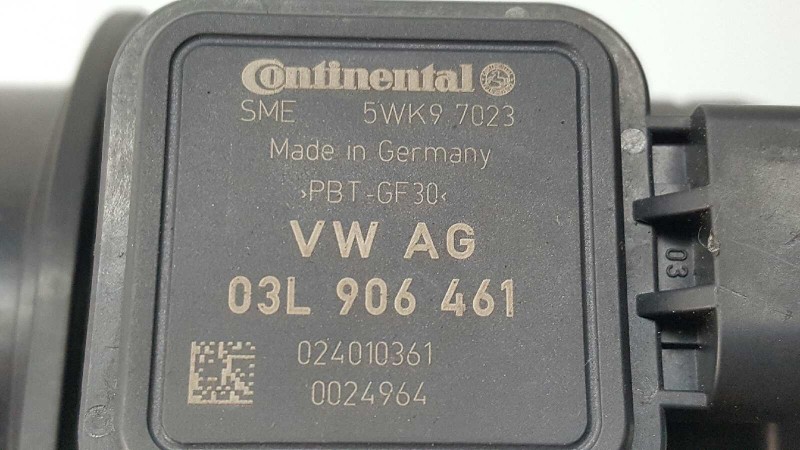 Continental
SME 5WK9 7023
Made in Germany
›PBT-GF30‹
VW AG
03L 906 461
024010361
0024964
03